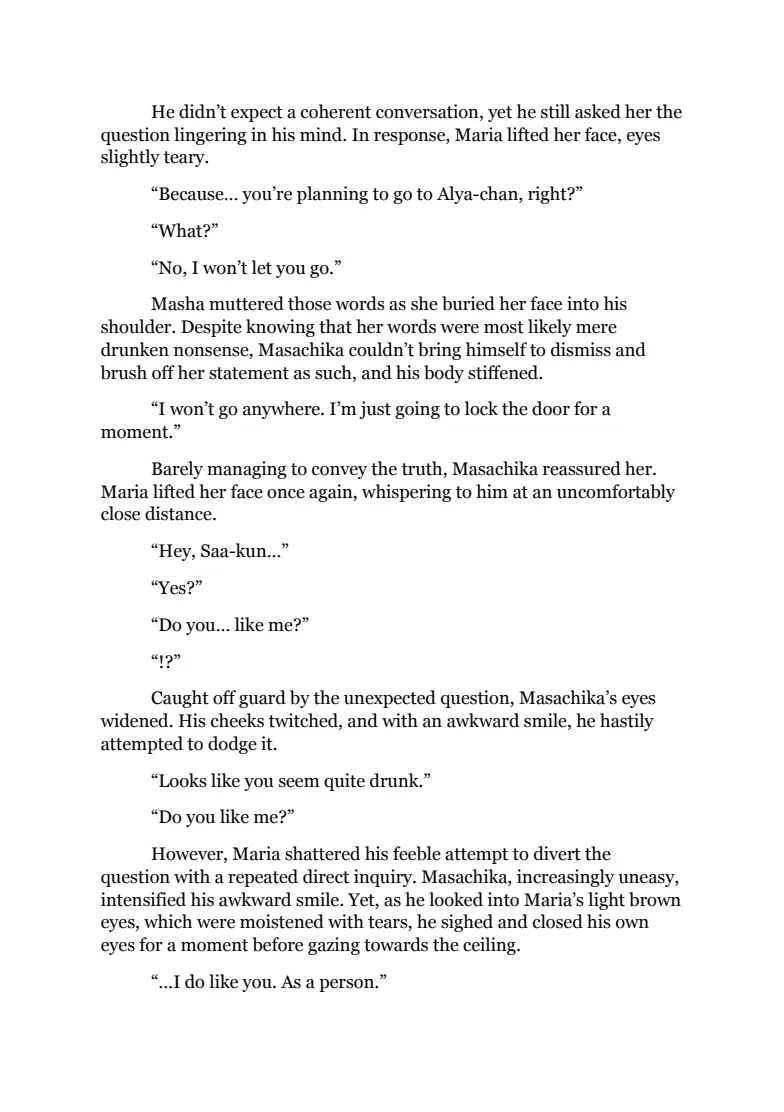 He didn’t expect a coherent conversation, yet he still asked her the
question lingering in his mind. In response, Maria lifted her face, eyes
slightly teary.
“Because… you’re planning to go to Alya-chan, right?”
“What?”
“No, I won’t let you go.”
Masha muttered those words as she buried her face into his
shoulder. Despite knowing that her words were most likely mere
drunken nonsense, Masachika couldn’t bring himself to dismiss and
brush off her statement as such, and his body stiffened.
“I won’t go anywhere. I’m just going to lock the door for a
moment.”
Barely managing to convey the truth, Masachika reassured her.
Maria lifted her face once again, whispering to him at an uncomfortably
close distance.
“Hey, Saa-kun…”
“Yes?”
“Do you… like me?”
“!?”
Caught off guard by the unexpected question, Masachika’s eyes
widened. His cheeks twitched, and with an awkward smile, he hastily
attempted to dodge it.
“Looks like you seem quite drunk.”
“Do you like me?”
However, Maria shattered his feeble attempt to divert the
question with a repeated direct inquiry. Masachika, increasingly uneasy,
intensified his awkward smile. Yet, as he looked into Maria’s light brown
eyes, which were moistened with tears, he sighed and closed his own
eyes for a moment before gazing towards the ceiling.
“…I do like you. As a person.”